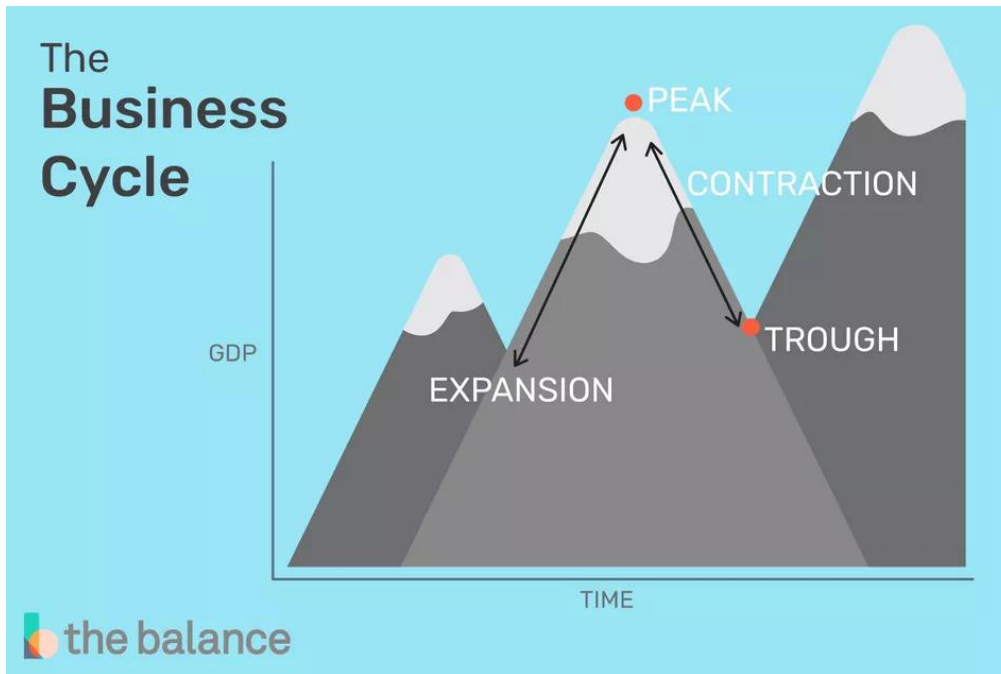 The
Business
Cycle
PEAK
CONTRACTION
GDP
TROUGH
EXPANSION
TIME
the balance